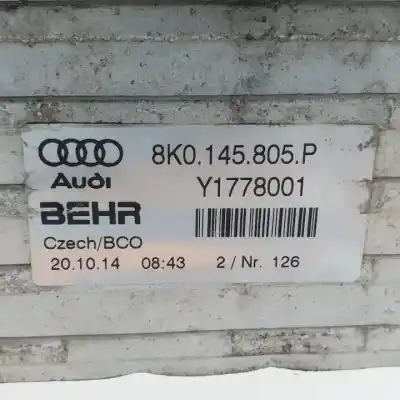 8K0.145.805.P
Audi
Y1778001
BEHR
Czech/BCO
20.10.14 08:43 2 / Nr. 126